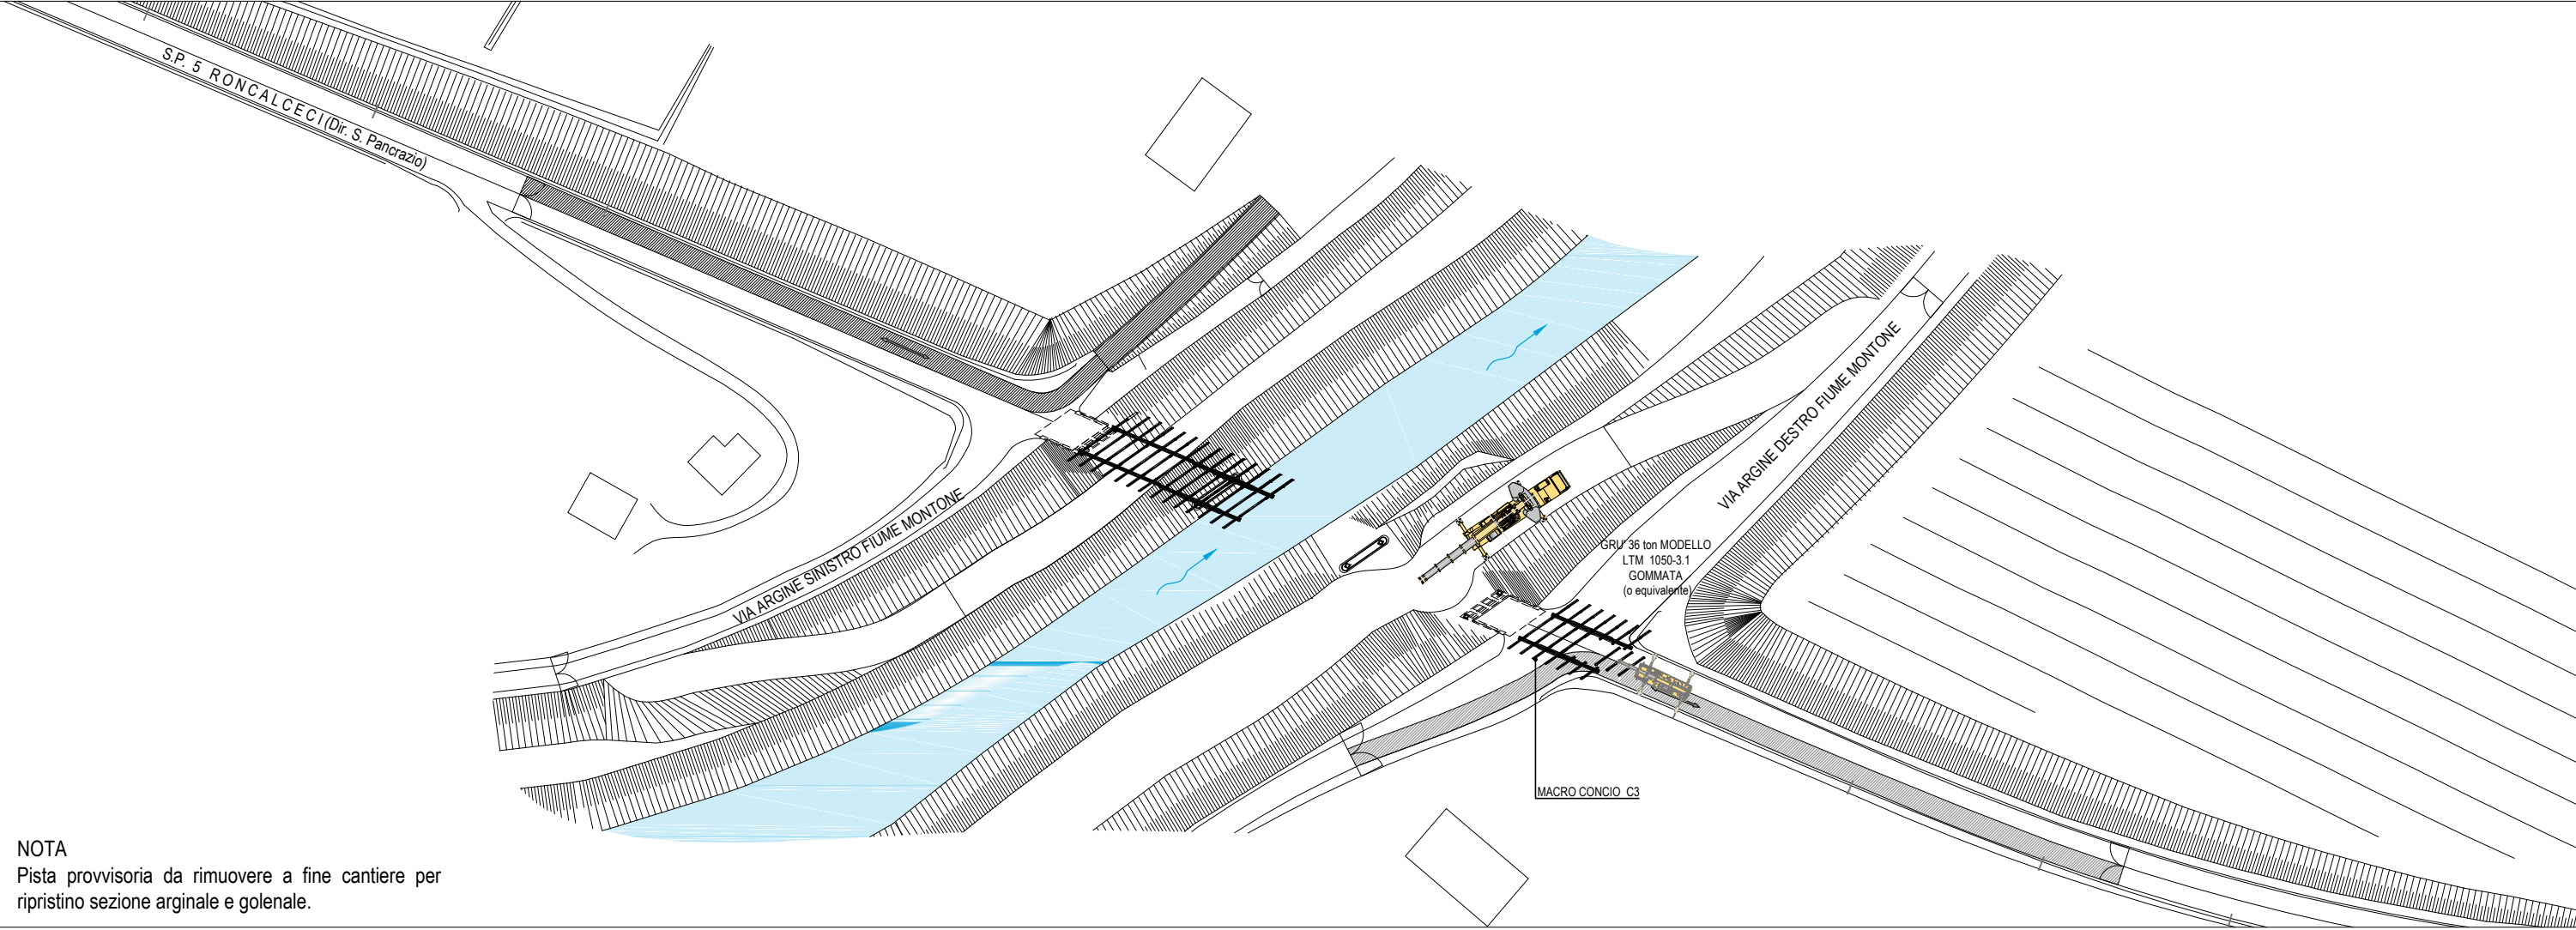 S.P. 5 RONCALCECI (Dir. S. Pancrazio)
VIA ARGINE SINISTRO FIUME MONTONE
VIA ARGINE DESTRO FIUME MONTONE
GRU' 36 ton MODELLO
LTM 1050-3.1
GOMMATA
(o equivalente)
MACRO CONCIO C3
NOTA
Pista provvisoria da rimuovere a fine cantiere per
ripristino sezione arginale e golenale.